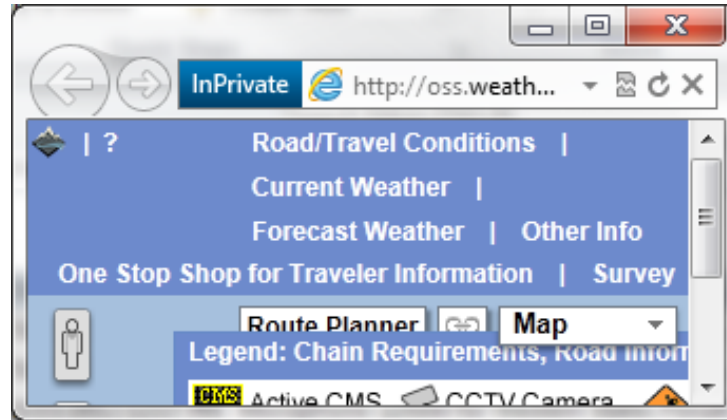 InPrivate http://oss.weath...
| ? Road/Travel Conditions |
Current Weather |
Forecast Weather | Other Info
One Stop Shop for Traveler Information | Survey
Route Planner Map
Legend: Chain Requirements, Road Inform
CMS Active CMS CCTV Camera